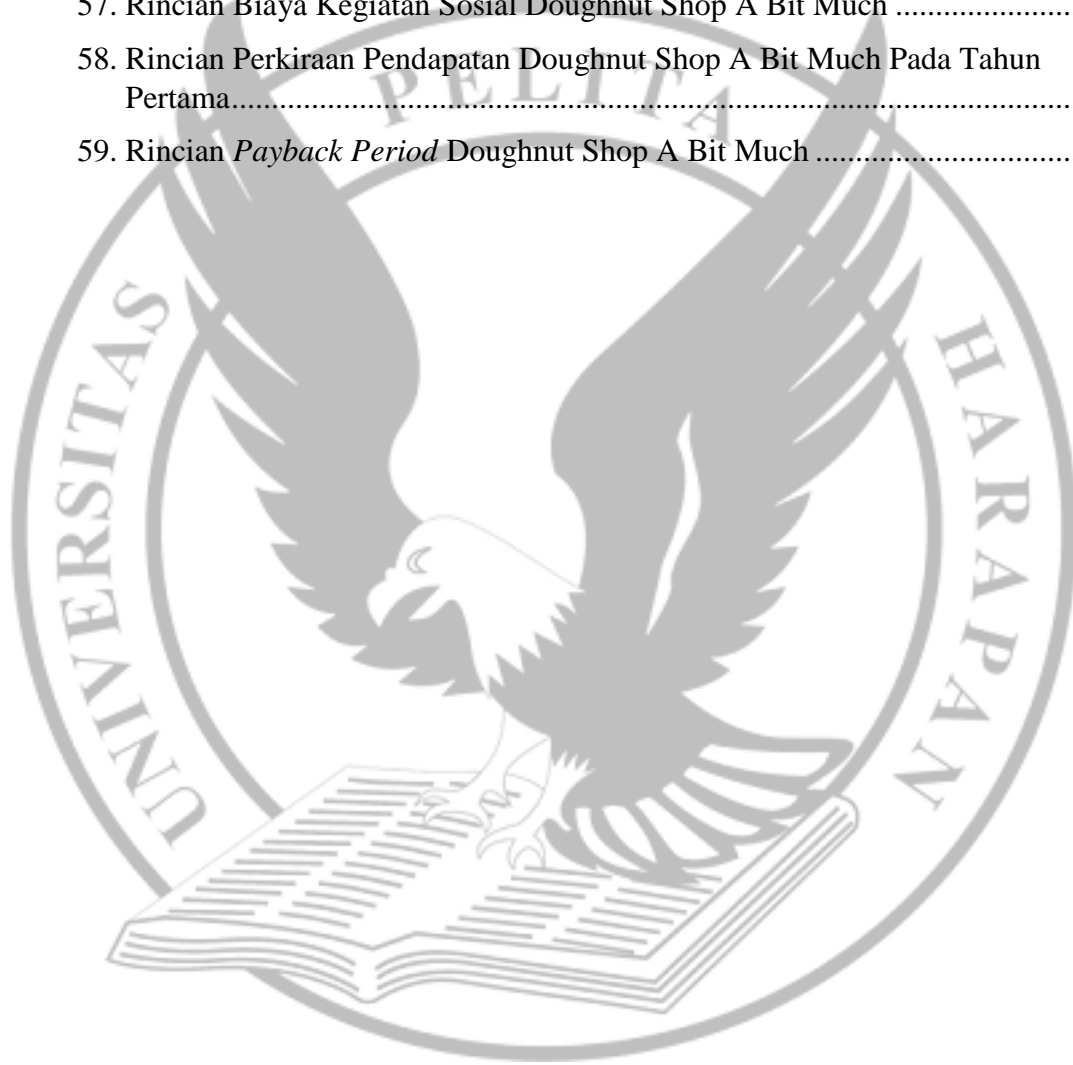 57. Rincian Biaya Kegiatan Sosial Doughnut Shop A Bit Much ......................
58. Rincian Perkiraan Pendapatan Doughnut Shop A Bit Much Pada Tahun
Pertama.........................................................................................................
59. Rincian Payback Period Doughnut Shop A Bit Much ................................
UNIVERSITAS PELITA HARAPAN